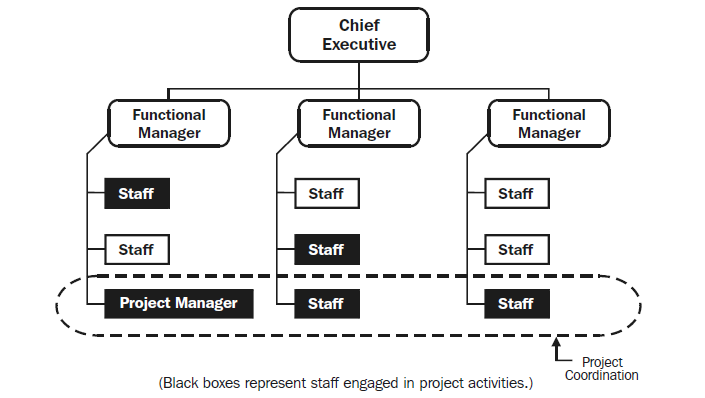 Chief
Executive
Functional
Manager
Functional
Manager
Functional
Manager
Staff
Staff
Staff
Staff
Staff
Staff
Project Manager
Staff
Staff
Project
Coordination
(Black boxes represent staff engaged in project activities.)